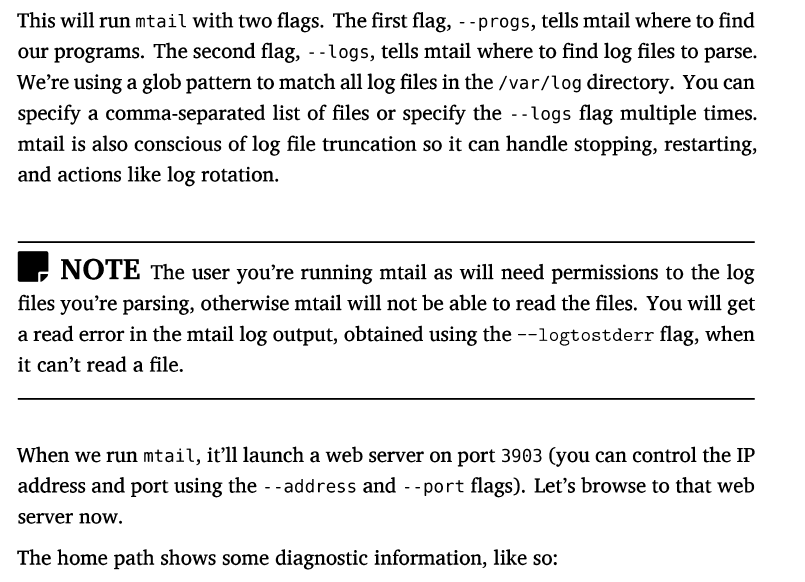 This will run mtail with two flags. The first flag, --progs, tells mtail where to find
our programs. The second flag, --logs, tells mtail where to find log files to parse.
We’re using a glob pattern to match all log files in the /var/log directory. You can
specify a comma-separated list of files or specify the --logs flag multiple times.
mtail is also conscious of log file truncation so it can handle stopping, restarting,
and actions like log rotation.
NOTE The user you’re running mtail as will need permissions to the log
files you’re parsing, otherwise mtail will not be able to read the files. You will get
a read error in the mtail log output, obtained using the --logtostderr flag, when
it can’t read a file.
When we run mtail, it’ll launch a web server on port 3903 (you can control the IP
address and port using the --address and --port flags). Let’s browse to that web
server now.
The home path shows some diagnostic information, like so: